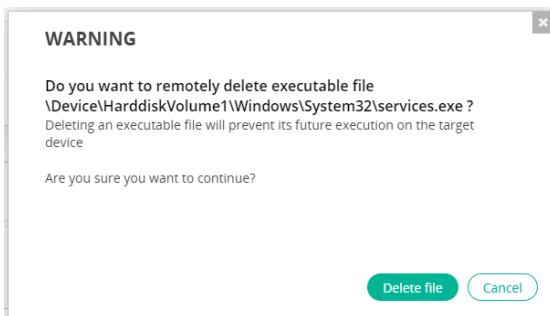 WARNING
Do you want to remotely delete executable file
\Device\HarddiskVolume1\Windows\System32\services.exe ?
Deleting an executable file will prevent its future execution on the target
device
Are you sure you want to continue?
Delete file Cancel